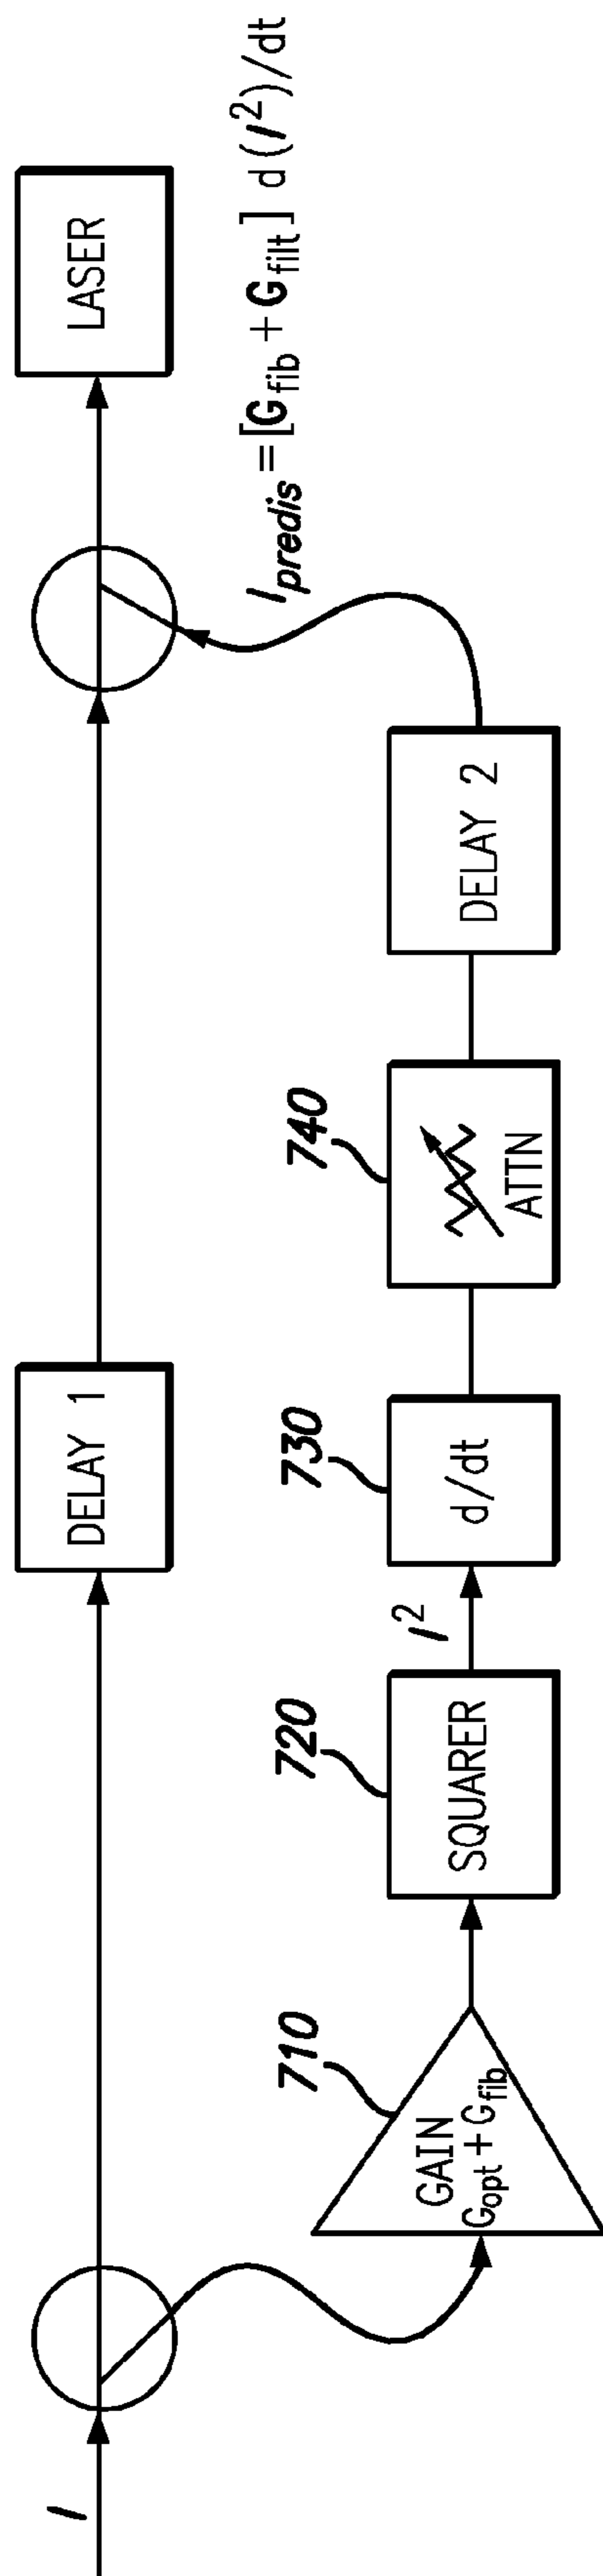 I
DELAY 1
LASER
I_predis = [G_fib + G_filt] d(I²)/dt
710
GAIN
G_opt + G_fib
720
SQUARER
I²
730
d/dt
740
ATTN
DELAY 2